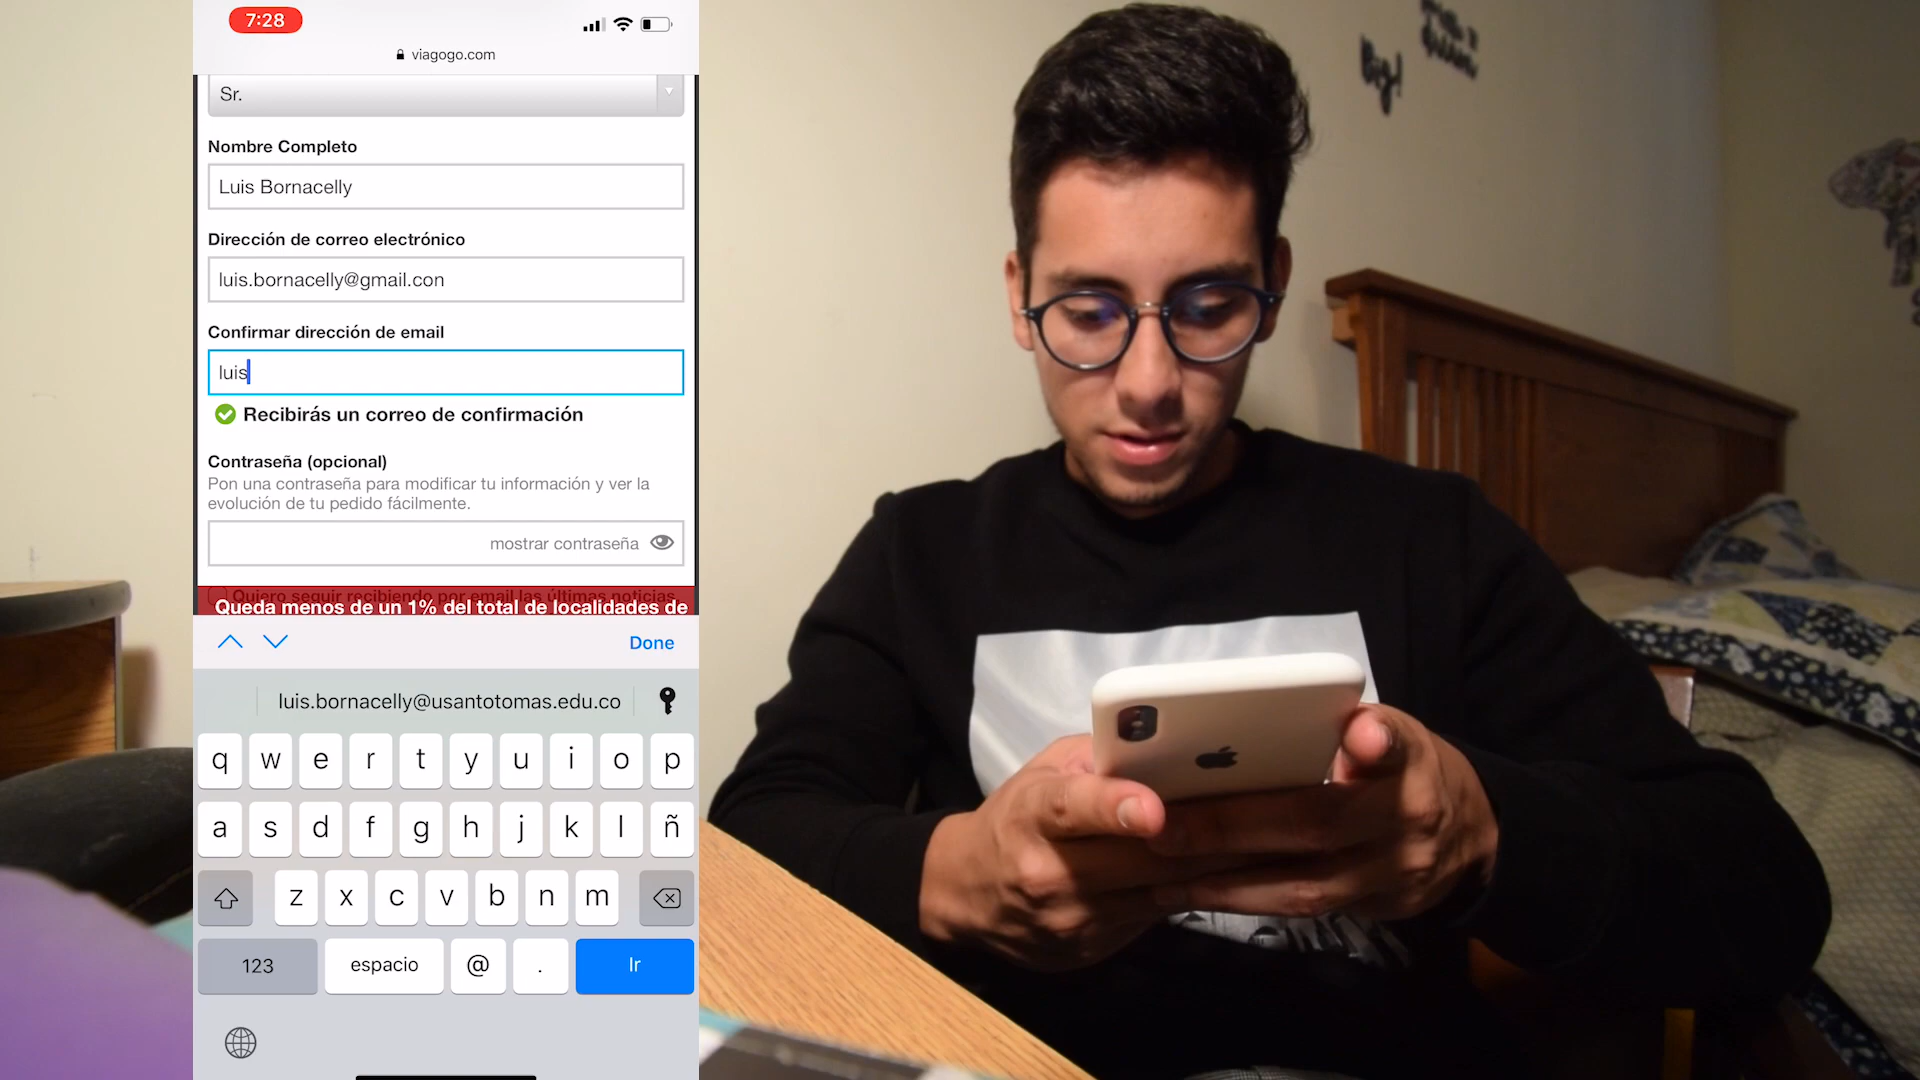 7:28
viagogo.com
Sr.
Nombre Completo
Luis Bornacelly
Dirección de correo electrónico
luis.bornacelly@gmail.con
Confirmar dirección de email
luis
Recibirás un correo de confirmación
Contraseña (opcional)
Pon una contraseña para modificar tu información y ver la
evolución de tu pedido fácilmente.
mostrar contraseña
Quiero seguir recibiendo por email las últimas noticias
Queda menos de un 1% del total de localidades de
Done
luis.bornacelly@usantotomas.edu.co
q w e r t y u i o p
a s d f g h j k l ñ
z x c v b n m
123 espacio @ . Ir
Big!